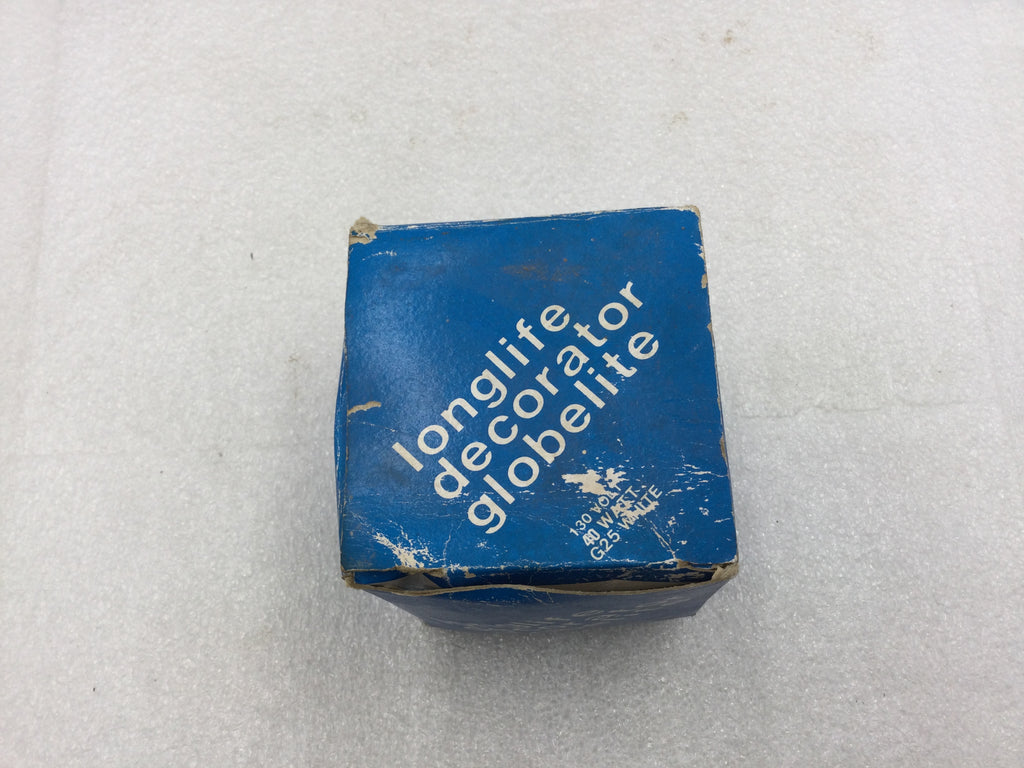 longlife
decorator
globelite
130 VOLT
40 WATT
G25 WHITE